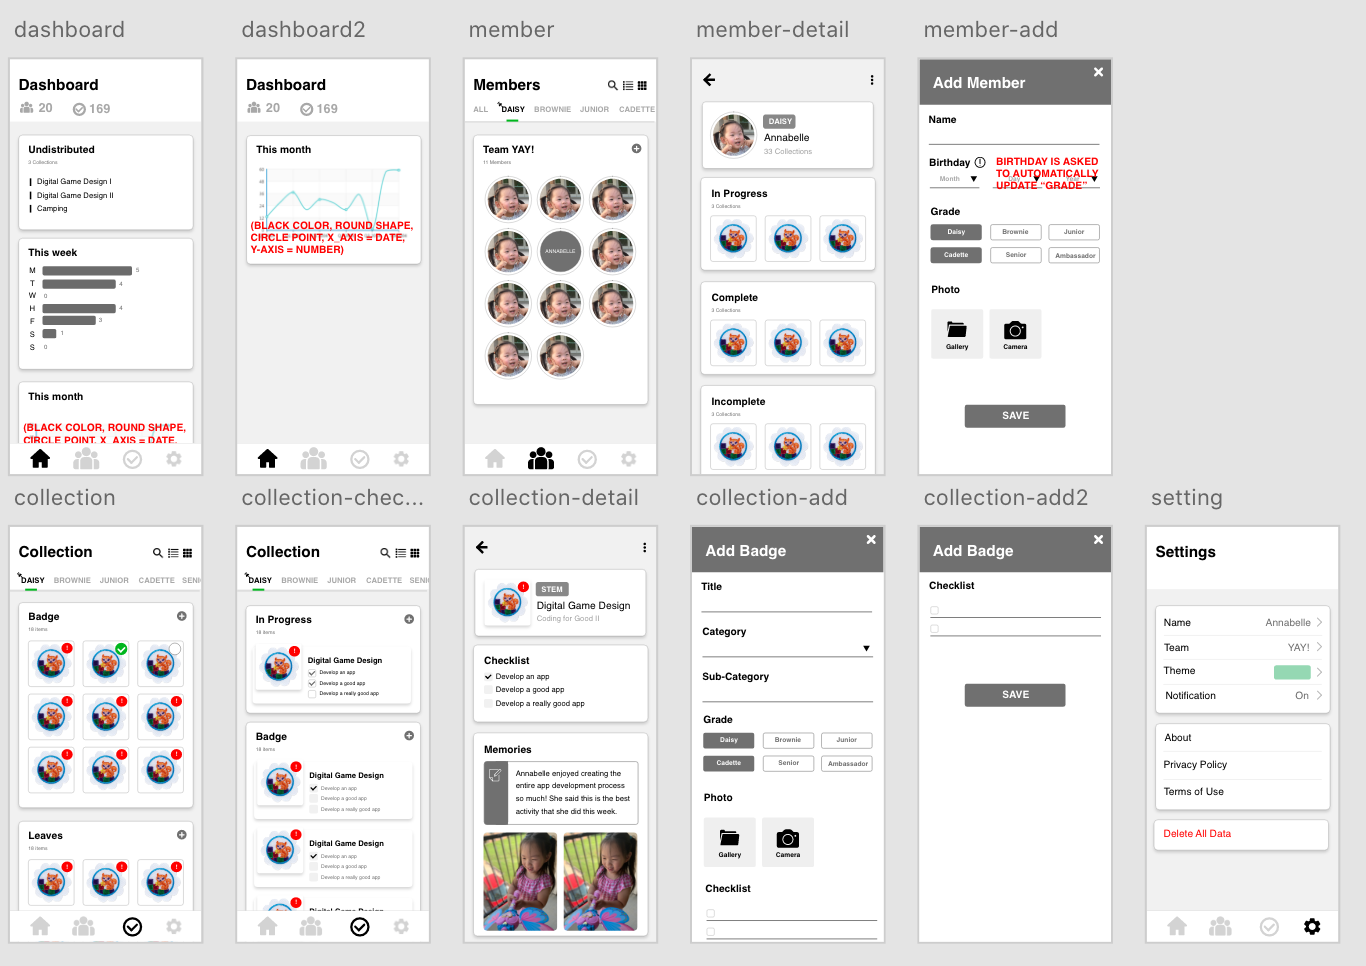 dashboard
Dashboard
20 169
Undistributed
3 Collections
Digital Game Design I
Digital Game Design II
Camping
This week
M 5
T 4
W 0
H 4
F 3
S 1
S 0
This month
(BLACK COLOR, ROUND SHAPE,
CIRCLE POINT, X_AXIS = DATE,
dashboard2
Dashboard
20 169
This month
(BLACK COLOR, ROUND SHAPE,
CIRCLE POINT, X_AXIS = DATE,
Y-AXIS = NUMBER)
member
Members
ALL DAISY BROWNIE JUNIOR CADETTE
Team YAY!
11 Members
ANNABELLE
member-detail
DAISY
Annabelle
33 Collections
In Progress
3 Collections
Complete
3 Collections
Incomplete
3 Collections
member-add
Add Member
Name
Birthday
Month
BIRTHDAY IS ASKED
TO AUTOMATICALLY
UPDATE "GRADE"
Grade
Daisy Brownie Junior
Cadette Senior Ambassador
Photo
Gallery Camera
SAVE
collection
Collection
DAISY BROWNIE JUNIOR CADETTE SENI
Badge
18 items
Leaves
18 items
collection-chec...
Collection
DAISY BROWNIE JUNIOR CADETTE SENI
In Progress
18 items
Digital Game Design
Develop an app
Develop a good app
Develop a really good app
Badge
18 items
Digital Game Design
Develop an app
Develop a good app
Develop a really good app
Digital Game Design
Develop an app
Develop a good app
Develop a really good app
Digital Game Design
collection-detail
STEM
Digital Game Design
Coding for Good II
Checklist
Develop an app
Develop a good app
Develop a really good app
Memories
Annabelle enjoyed creating the
entire app development process
so much! She said this is the best
activity that she did this week.
collection-add
Add Badge
Title
Category
Sub-Category
Grade
Daisy Brownie Junior
Cadette Senior Ambassador
Photo
Gallery Camera
Checklist
collection-add2
Add Badge
Checklist
SAVE
setting
Settings
Name Annabelle
Team YAY!
Theme
Notification On
About
Privacy Policy
Terms of Use
Delete All Data